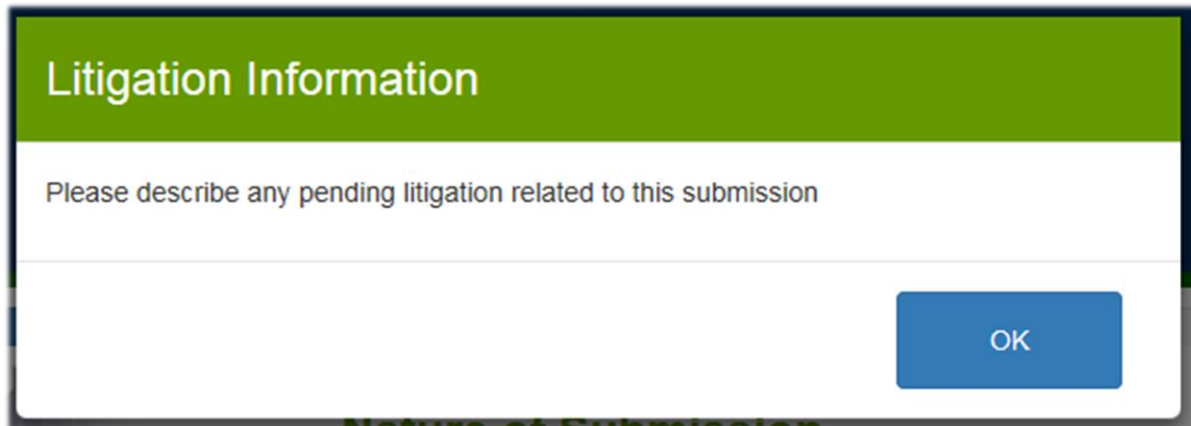 Litigation Information
Please describe any pending litigation related to this submission
OK
Nature of Submission